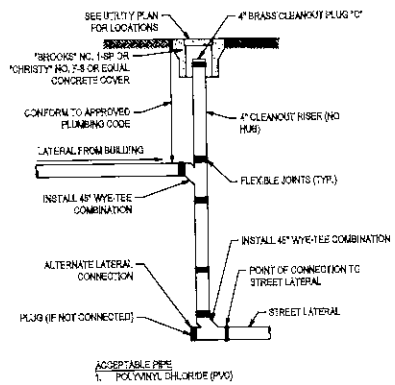 SEE UTILITY PLAN
FOR LOCATIONS
4" BRASS CLEANOUT PLUG "C"
"BROOKS" NO. 1-SP OR
"CHRISTY" NO. F-8 OR EQUAL
CONCRETE COVER
CONFORM TO APPROVED
PLUMBING CODE
4" CLEANOUT RISER (NO
HUB)
LATERAL FROM BUILDING
FLEXIBLE JOINTS (TYP.)
INSTALL 45° WYE-TEE
COMBINATION
INSTALL 45° WYE-TEE COMBINATION
ALTERNATE LATERAL
CONNECTION
POINT OF CONNECTION TO
STREET LATERAL
PLUG (IF NOT CONNECTED)
STREET LATERAL
ACCEPTABLE PIPE
1. POLYVINYL CHLORIDE (PVC)